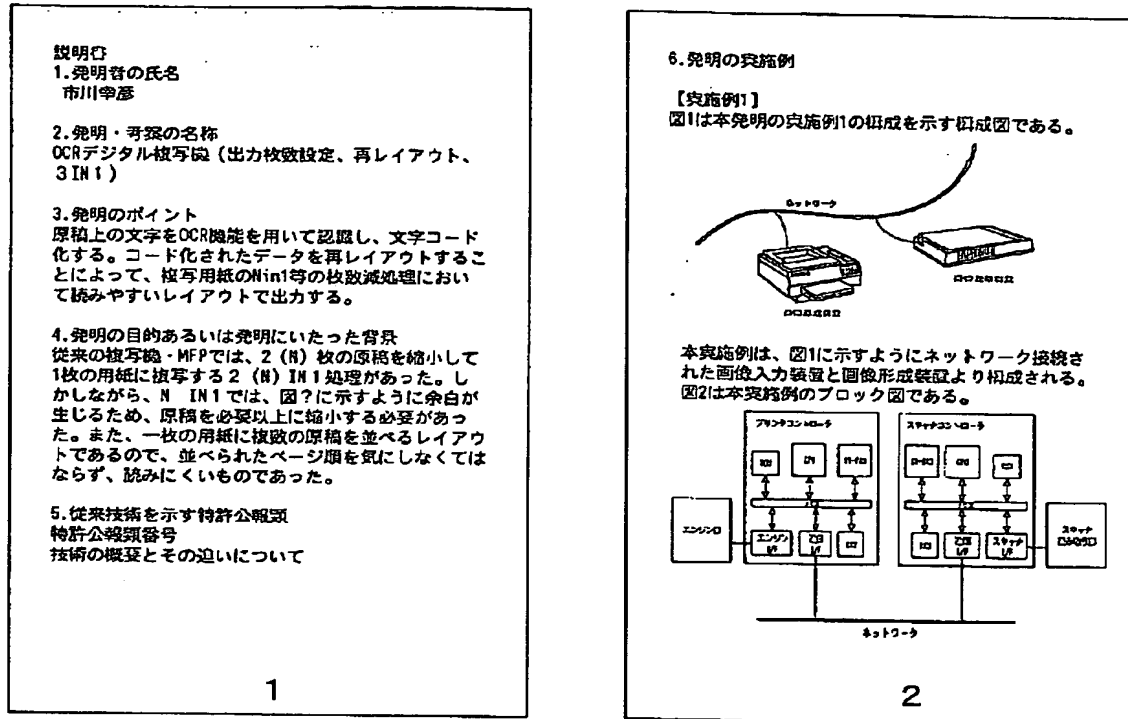 説明書
1.発明者の氏名
市川幸彦
2.発明・考案の名称
OCRデジタル複写機(出力枚数設定、再レイアウト、
3IN1)
3.発明のポイント
原稿上の文字をOCR機能を用いて認識し、文字コード
化する。コード化されたデータを再レイアウトするこ
とによって、複写用紙のNin1等の枚数減処理におい
て読みやすいレイアウトで出力する。
4.発明の目的あるいは発明にいたった背景
従来の複写機・MFPでは、2(N)枚の原稿を縮小して
1枚の用紙に複写する2(N)IN1処理があった。し
かしながら、N IN1では、図?に示すように余白が
生じるため、原稿を必要以上に縮小する必要があっ
た。また、一枚の用紙に複数の原稿を並べるレイアウ
トであるので、並べられたページ順を気にしなくては
ならず、読みにくいものであった。
5.従来技術を示す特許公報類
特許公報類番号
技術の概要とその違いについて
1
6.発明の実施例
【実施例1】
図1は本発明の実施例1の構成を示す構成図である。
ネットワーク
本実施例は、図1に示すようにネットワーク接続さ
れた画像入力装置と画像形成装置より構成される。
図2は本実施例のブロック図である。
プリンタコントローラ
スキャナコントローラ
バス
バス
エンジン部
エンジン
I/F
I/F
I/F
スキャナ
I/F
スキャナ
ネットワーク
2